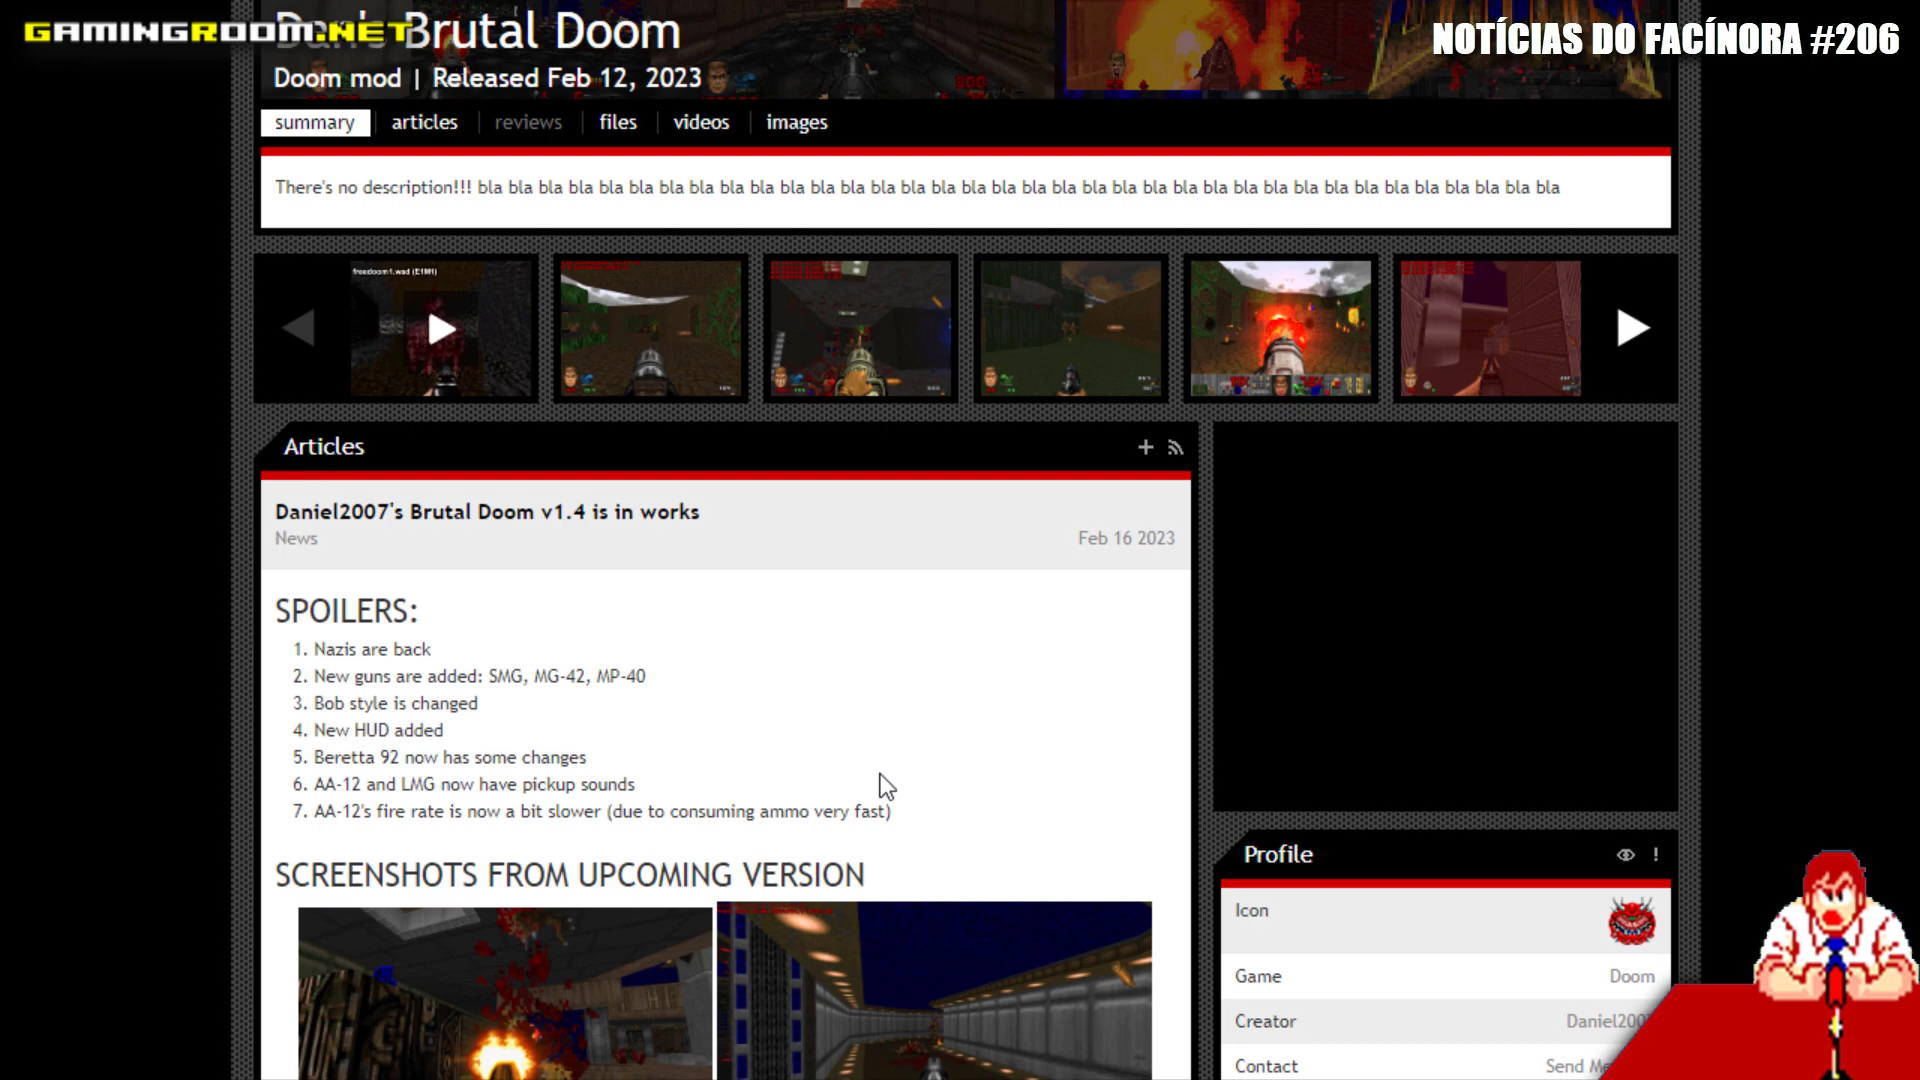 GAMINGROOM.NET
NOTÍCIAS DO FACÍNORA #206
Dan's Brutal Doom
Doom mod | Released Feb 12, 2023
summary
articles
reviews
files
videos
images
There's no description!!! bla bla bla bla bla bla bla bla bla bla bla bla bla bla bla bla bla bla bla bla bla bla bla bla bla bla bla bla bla bla bla bla bla bla bla bla
freedoom1.wad (E1M1)
Articles
Daniel2007's Brutal Doom v1.4 is in works
News
Feb 16 2023
SPOILERS:
1. Nazis are back
2. New guns are added: SMG, MG-42, MP-40
3. Bob style is changed
4. New HUD added
5. Beretta 92 now has some changes
6. AA-12 and LMG now have pickup sounds
7. AA-12's fire rate is now a bit slower (due to consuming ammo very fast)
SCREENSHOTS FROM UPCOMING VERSION
Profile
Icon
Game
Doom
Creator
Daniel200
Contact
Send Me